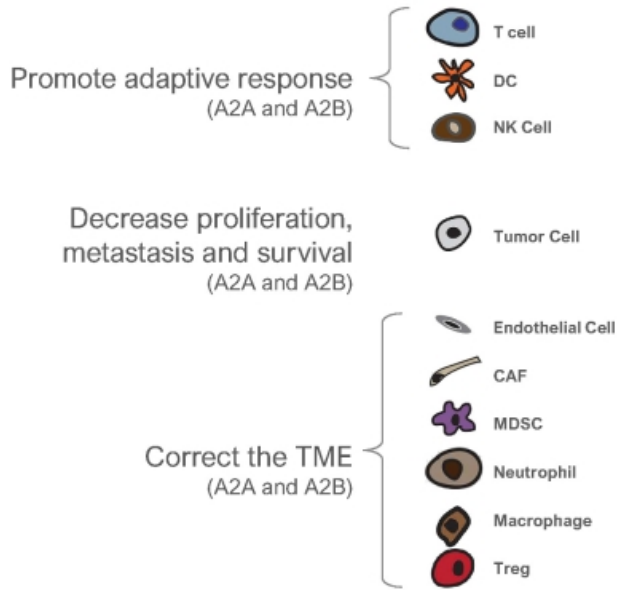 T cell
Promote adaptive response
(A2A and A2B)
DC
NK Cell
Decrease proliferation,
metastasis and survival
(A2A and A2B)
Tumor Cell
Endothelial Cell
CAF
MDSC
Correct the TME
(A2A and A2B)
Neutrophil
Macrophage
Treg